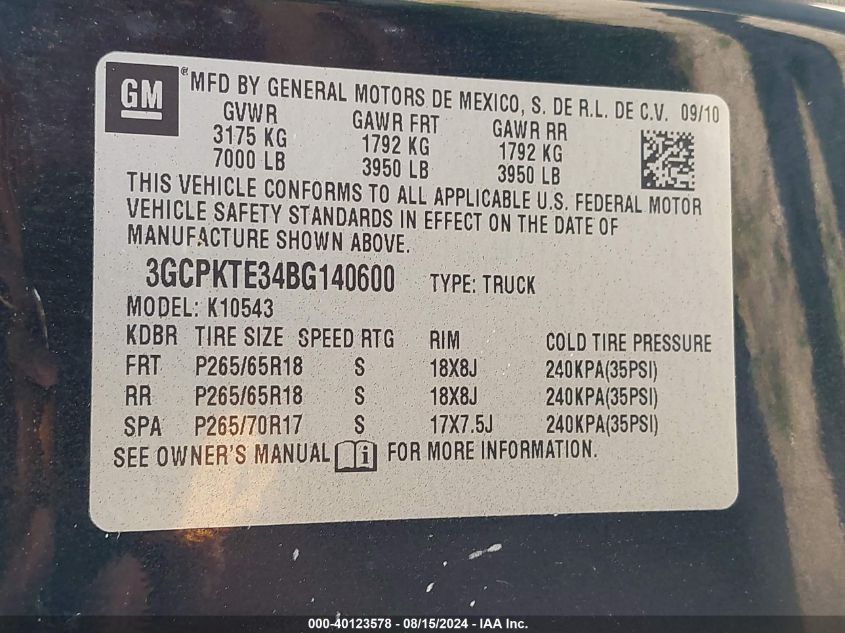 GM ® MFD BY GENERAL MOTORS DE MEXICO, S. DE R.L. DE C.V. 09/10
GVWR GAWR FRT GAWR RR
3175 KG 1792 KG 1792 KG
7000 LB 3950 LB 3950 LB
THIS VEHICLE CONFORMS TO ALL APPLICABLE U.S. FEDERAL MOTOR
VEHICLE SAFETY STANDARDS IN EFFECT ON THE DATE OF
MANUFACTURE SHOWN ABOVE.
3GCPKTE34BG140600 TYPE: TRUCK
MODEL: K10543
KDBR TIRE SIZE SPEED RTG RIM COLD TIRE PRESSURE
FRT P265/65R18 S 18X8J 240KPA(35PSI)
RR P265/65R18 S 18X8J 240KPA(35PSI)
SPA P265/70R17 S 17X7.5J 240KPA(35PSI)
SEE OWNER'S MANUAL i FOR MORE INFORMATION.
000-40123578 - 08/15/2024 - IAA Inc.